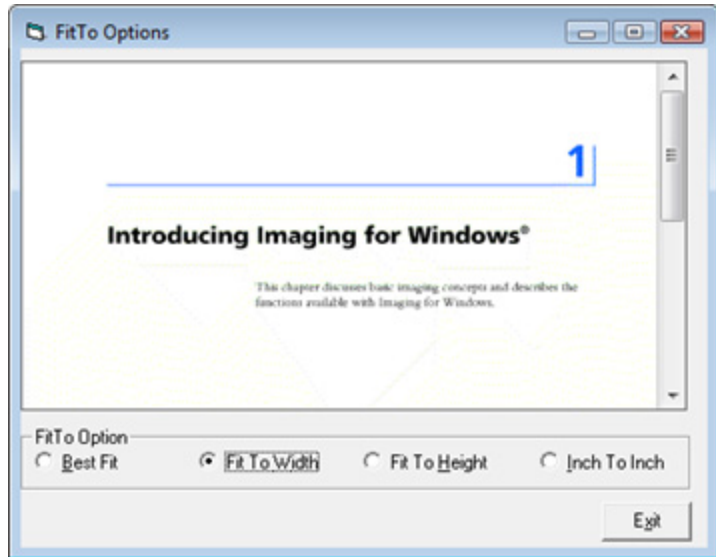 FitTo Options
1
Introducing Imaging for Windows®
This chapter discusses basic imaging concepts and describes the
functions available with Imaging for Windows.
FitTo Option
Best Fit Fit To Width Fit To Height Inch To Inch
Exit